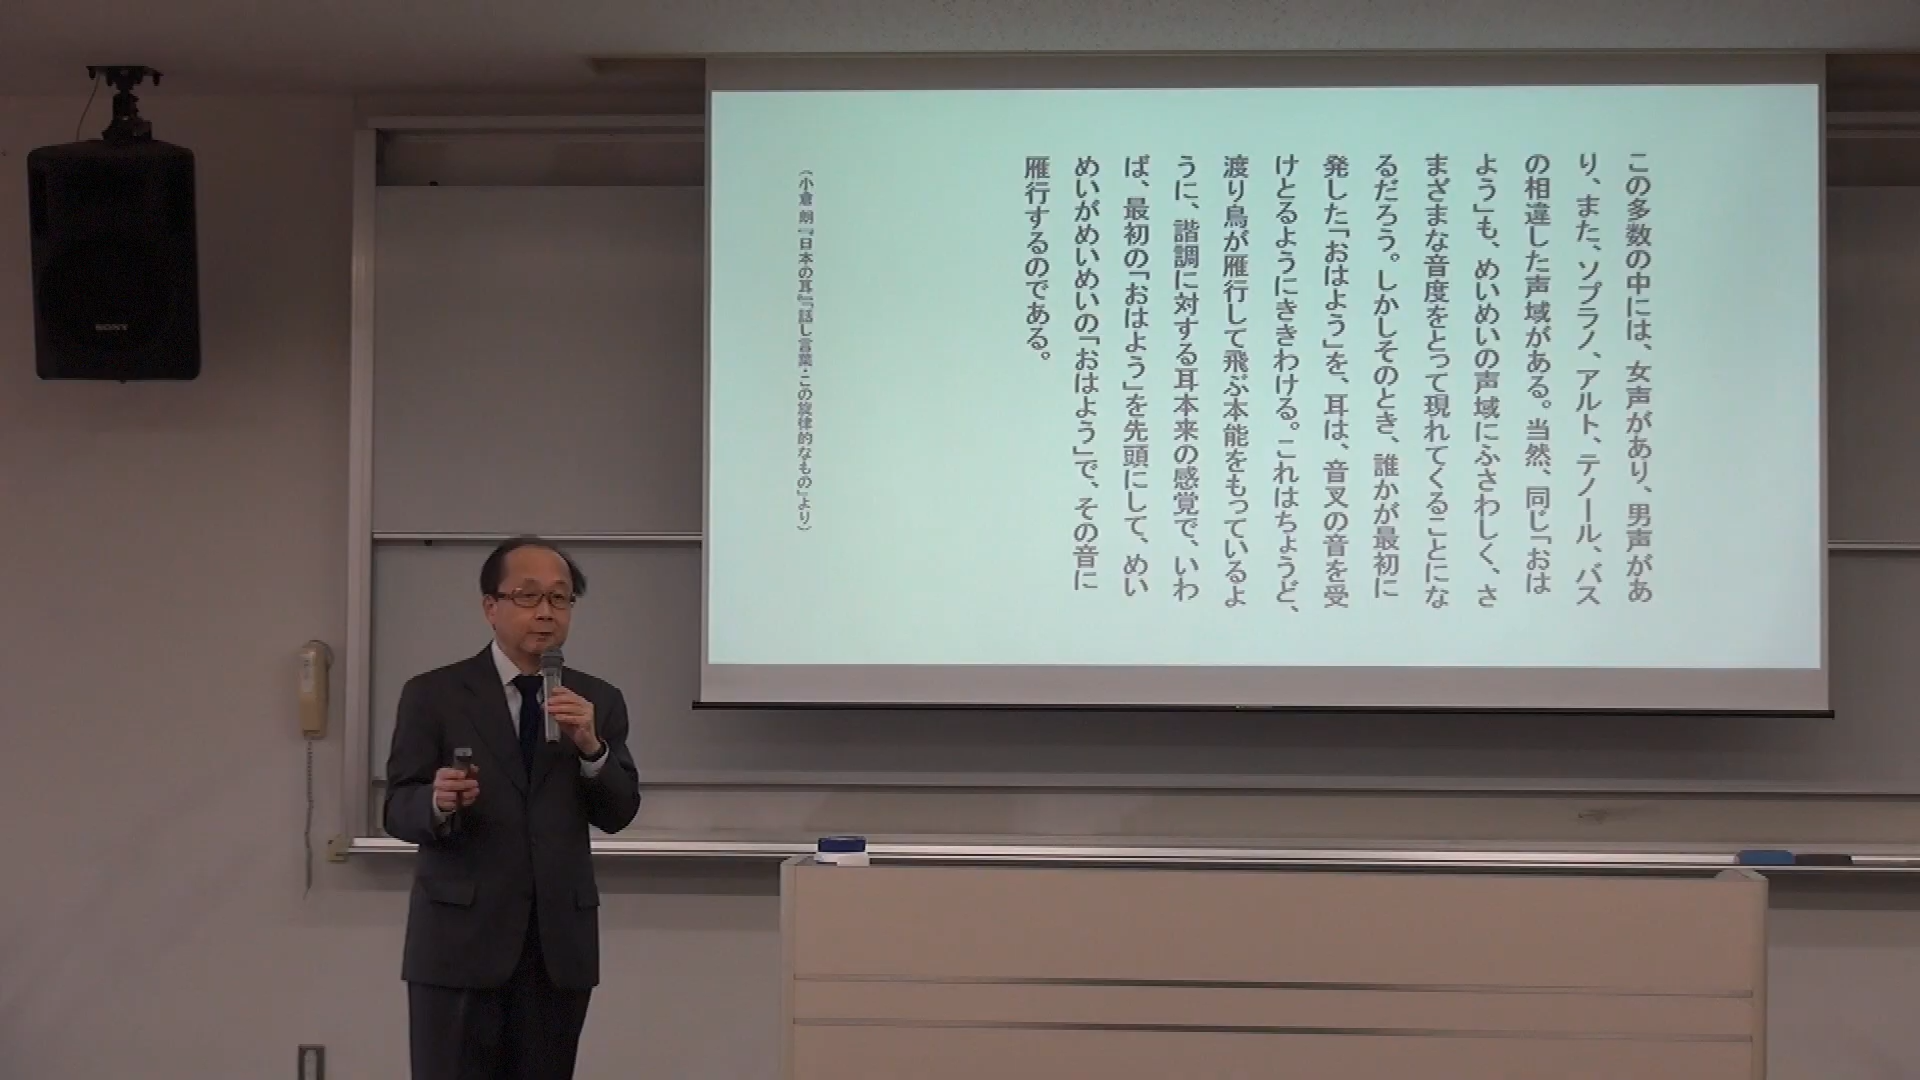 この多数の中には、女声があり、男声があ
り、また、ソプラノ、アルト、テノール、バス
の相違した声域がある。当然、同じ「おは
よう」も、めいめいの声域にふさわしく、さ
まざまな音度をとって現れてくることにな
るだろう。しかしそのとき、誰かが最初に
発した「おはよう」を、耳は、音叉の音を受
けとるようにききわける。これはちょうど、
渡り鳥が雁行して飛ぶ本能をもっているよ
うに、諧調に対する耳本来の感覚で、いわ
ば、最初の「おはよう」を先頭にして、めい
めいがめいめいの「おはよう」で、その音に
雁行するのである。
(小倉 朗『日本の耳』「話し言葉・この旋律的なもの」より)
SONY